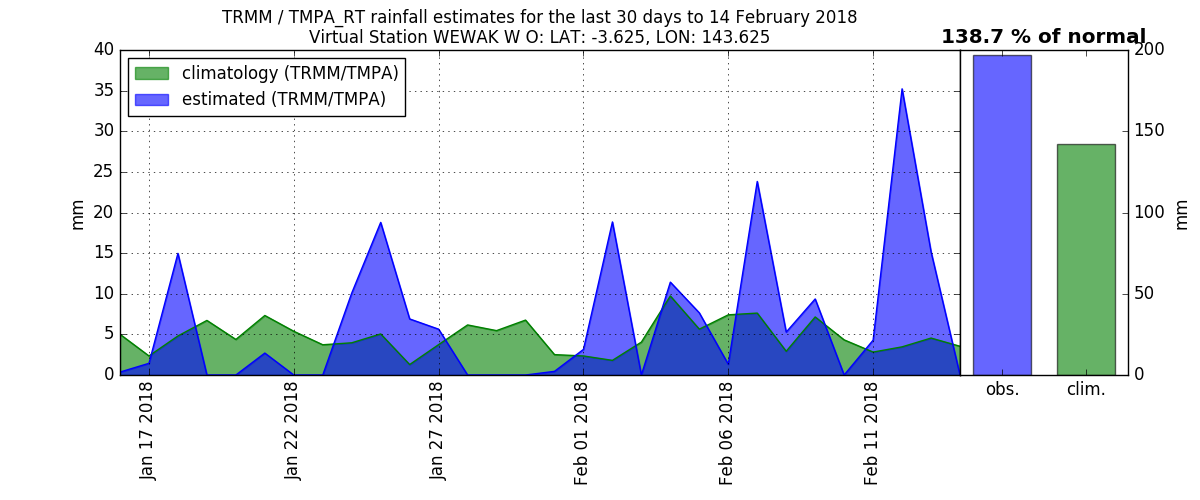 TRMM / TMPA_RT rainfall estimates for the last 30 days to 14 February 2018
Virtual Station WEWAK W O: LAT: -3.625, LON: 143.625
138.7 % of normal
climatology (TRMM/TMPA)
estimated (TRMM/TMPA)
40
35
30
25
20
15
10
5
0
mm
200
150
100
50
0
mm
Jan 17 2018
Jan 22 2018
Jan 27 2018
Feb 01 2018
Feb 06 2018
Feb 11 2018
obs.
clim.